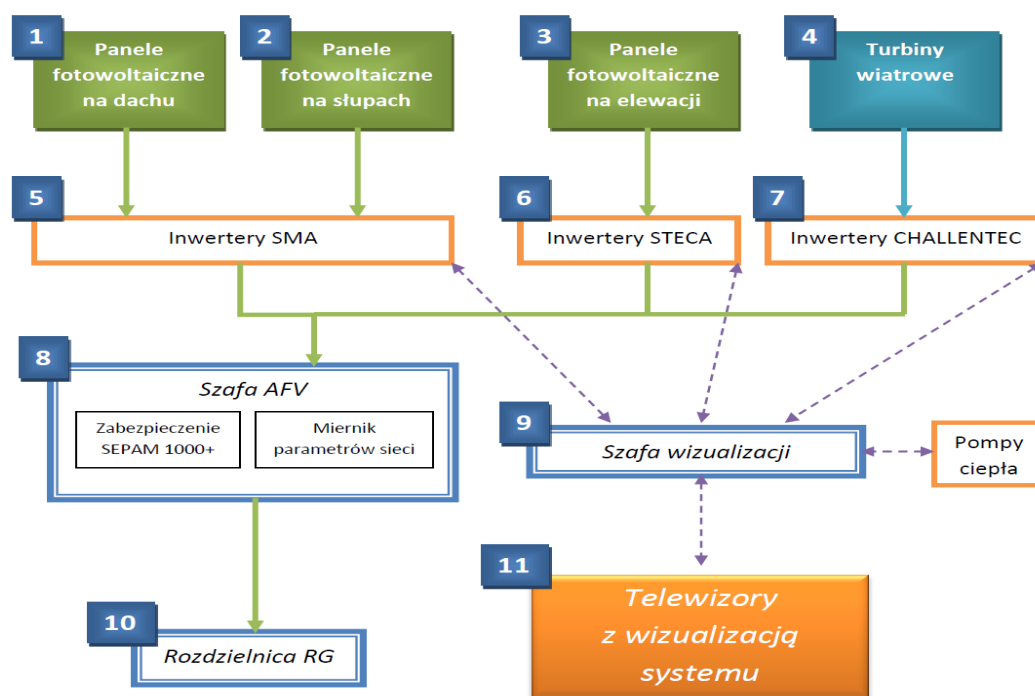 1
Panele
fotowoltaiczne
na dachu
2
Panele
fotowoltaiczne
na słupach
3
Panele
fotowoltaiczne
na elewacji
4
Turbiny
wiatrowe
5
Inwertery SMA
6
Inwertery STECA
7
Inwertery CHALLENTEC
8
Szafa AFV
Zabezpieczenie
SEPAM 1000+
Miernik
parametrów sieci
9
Szafa wizualizacji
Pompy
ciepła
10
Rozdzielnica RG
11
Telewizory
z wizualizacją
systemu